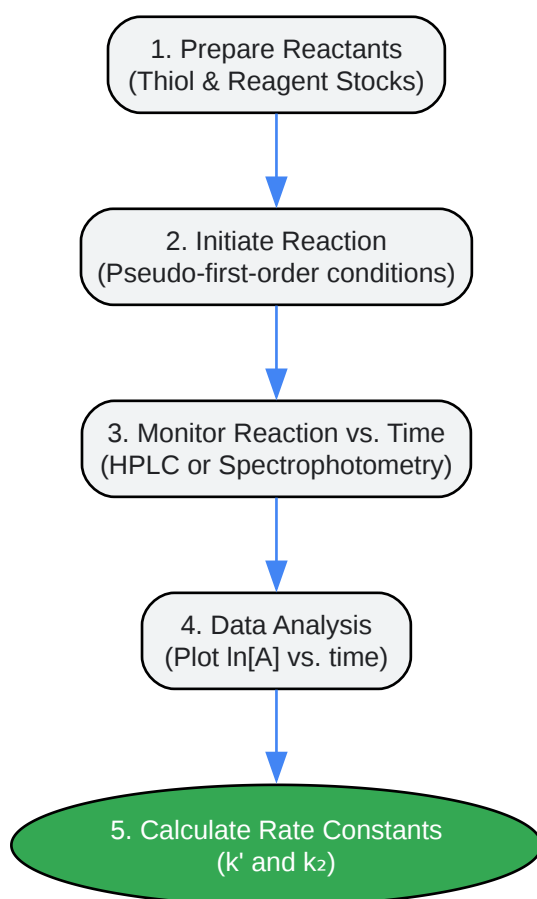 1. Prepare Reactants
(Thiol & Reagent Stocks)
2. Initiate Reaction
(Pseudo-first-order conditions)
3. Monitor Reaction vs. Time
(HPLC or Spectrophotometry)
4. Data Analysis
(Plot ln[A] vs. time)
5. Calculate Rate Constants
(k' and k₂)